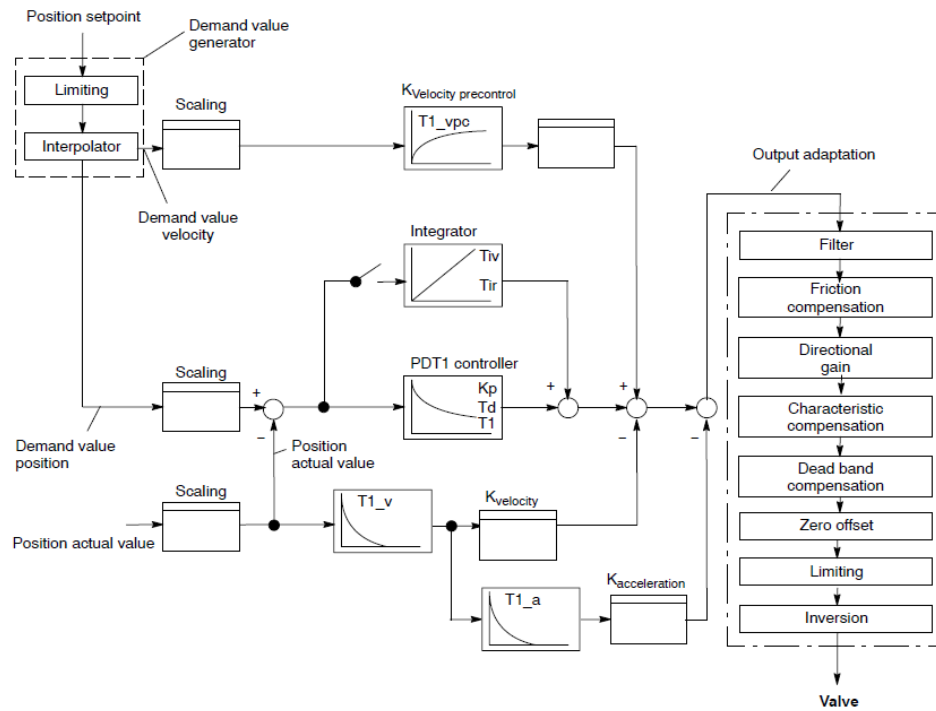 Position setpoint
Demand value
generator
Limiting
Interpolator
Scaling
KVelocity precontrol
T1_vpc
Demand value
velocity
Output adaptation
Integrator
Tiv
Tir
Filter
Friction
compensation
Directional
gain
Characteristic
compensation
Dead band
compensation
Zero offset
Limiting
Inversion
Valve
Scaling
+
−
PDT1 controller
Kp
Td
T1
+
+
−
−
Demand value
position
Position
actual value
Scaling
Position actual value
T1_v
Kvelocity
T1_a
Kacceleration